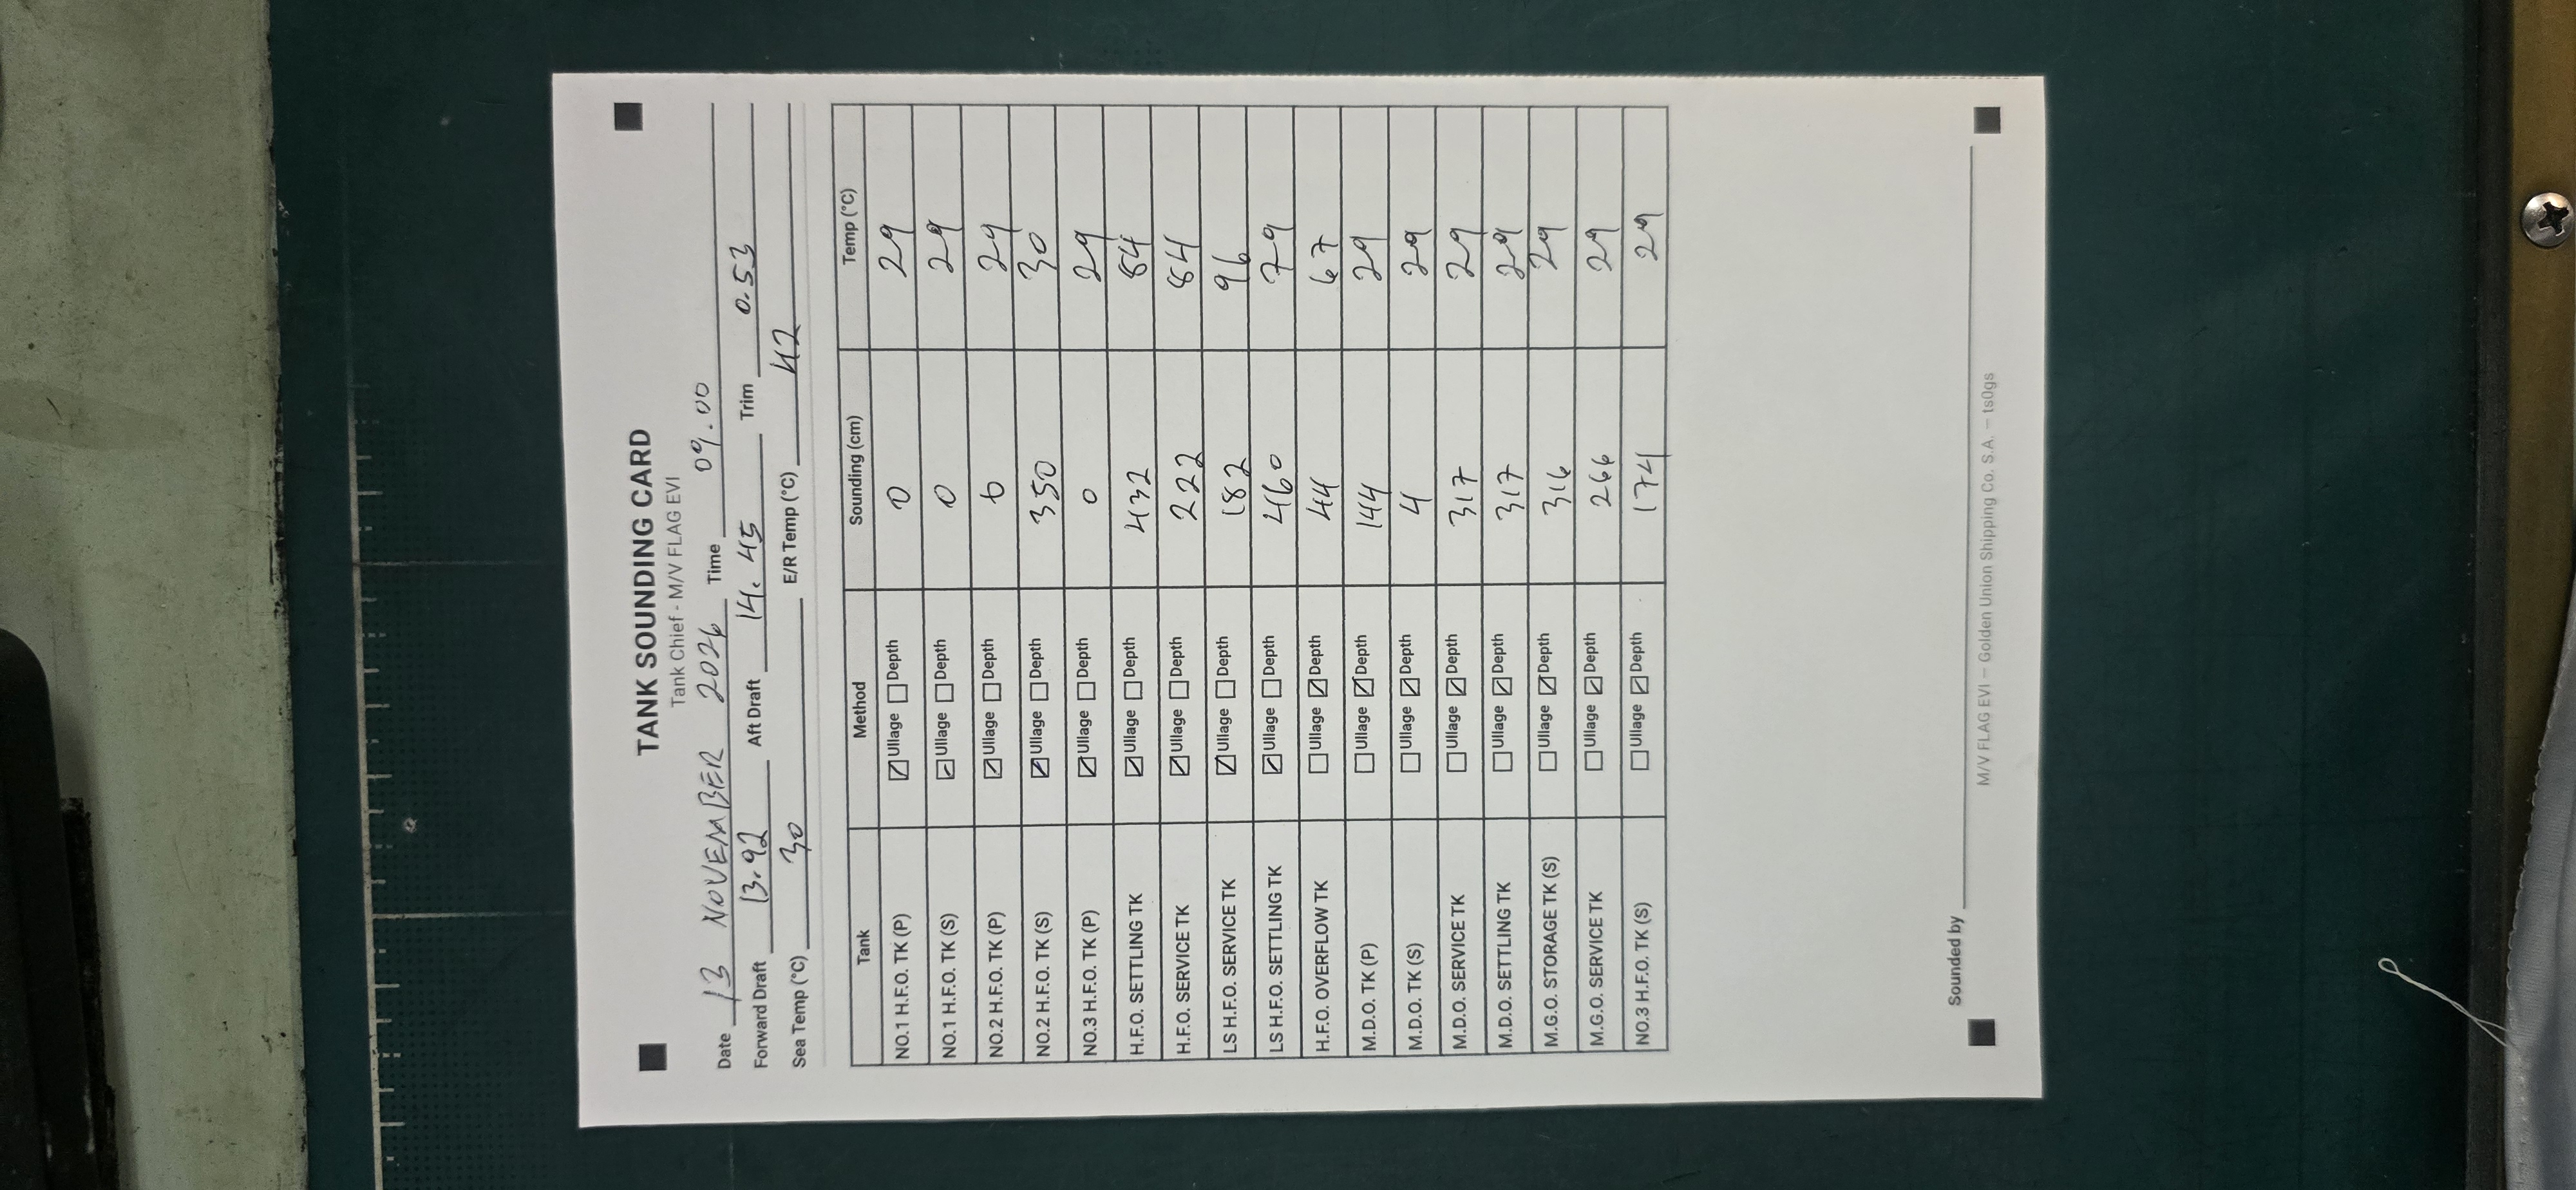 TANK SOUNDING CARD
Tank Chief - M/V FLAG EVI
Date 13 NOVEMBER 2026 Time 09.00
Forward Draft 13.92 Aft Draft 14.45 Trim 0.53
Sea Temp (°C) 30 E/R Temp (°C) 42
Tank Method Sounding (cm) Temp (°C)
NO.1 H.F.O. TK (P) ☑ Ullage ☐ Depth 0 29
NO.1 H.F.O. TK (S) ☑ Ullage ☐ Depth 0 29
NO.2 H.F.O. TK (P) ☑ Ullage ☐ Depth 0 29
NO.2 H.F.O. TK (S) ☑ Ullage ☐ Depth 350 30
NO.3 H.F.O. TK (P) ☑ Ullage ☐ Depth 0 29
H.F.O. SETTLING TK ☑ Ullage ☐ Depth 432 84
H.F.O. SERVICE TK ☑ Ullage ☐ Depth 222 84
LS H.F.O. SERVICE TK ☑ Ullage ☐ Depth 182 96
LS H.F.O. SETTLING TK ☑ Ullage ☐ Depth 460 79
H.F.O. OVERFLOW TK ☐ Ullage ☑ Depth 44 67
M.D.O. TK (P) ☐ Ullage ☑ Depth 144 29
M.D.O. TK (S) ☐ Ullage ☑ Depth 4 29
M.D.O. SERVICE TK ☐ Ullage ☑ Depth 317 29
M.D.O. SETTLING TK ☐ Ullage ☑ Depth 317 29
M.G.O. STORAGE TK (S) ☐ Ullage ☑ Depth 316 29
M.G.O. SERVICE TK ☐ Ullage ☑ Depth 266 29
NO.3 H.F.O. TK (S) ☐ Ullage ☑ Depth 174 29
Sounded by
M/V FLAG EVI — Golden Union Shipping Co. S.A. — ts0gs